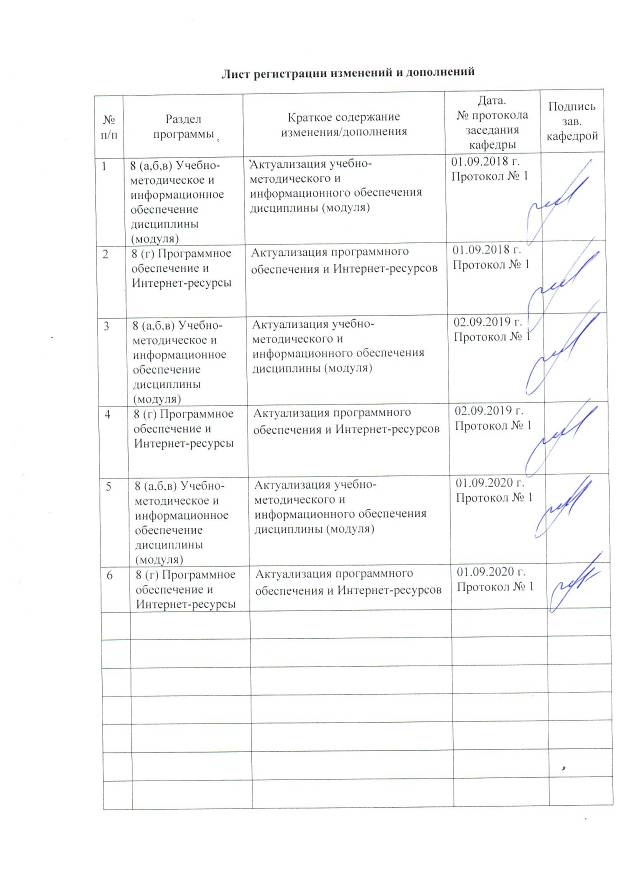 Лист регистрации изменений и дополнений
№
п/п
Раздел
программы
Краткое содержание
изменения/дополнения
Дата.
№ протокола
заседания
кафедры
Подпись
зав.
кафедрой
1
8 (а,б,в) Учебно-
методическое и
информационное
обеспечение
дисциплины
(модуля)
Актуализация учебно-
методического и
информационного обеспечения
дисциплины (модуля)
01.09.2018 г.
Протокол № 1
2
8 (г) Программное
обеспечение и
Интернет-ресурсы
Актуализация программного
обеспечения и Интернет-ресурсов
01.09.2018 г.
Протокол № 1
3
8 (а,б,в) Учебно-
методическое и
информационное
обеспечение
дисциплины
(модуля)
Актуализация учебно-
методического и
информационного обеспечения
дисциплины (модуля)
02.09.2019 г.
Протокол № 1
4
8 (г) Программное
обеспечение и
Интернет-ресурсы
Актуализация программного
обеспечения и Интернет-ресурсов
02.09.2019 г.
Протокол № 1
5
8 (а,б,в) Учебно-
методическое и
информационное
обеспечение
дисциплины
(модуля)
Актуализация учебно-
методического и
информационного обеспечения
дисциплины (модуля)
01.09.2020 г.
Протокол № 1
6
8 (г) Программное
обеспечение и
Интернет-ресурсы
Актуализация программного
обеспечения и Интернет-ресурсов
01.09.2020 г.
Протокол № 1